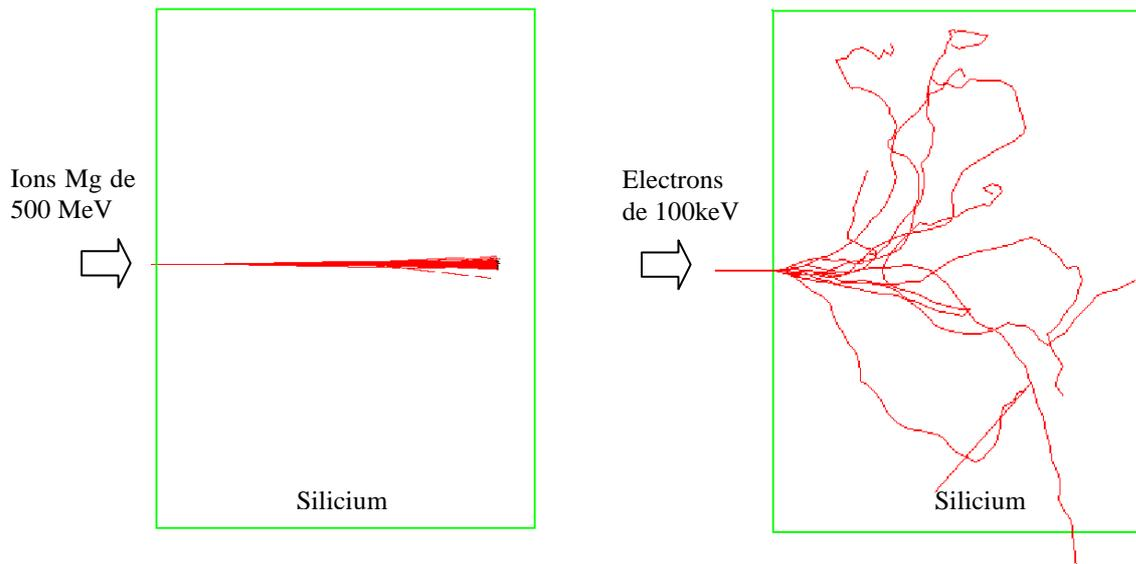 Ions Mg de
500 MeV
Silicium
Electrons
de 100keV
Silicium